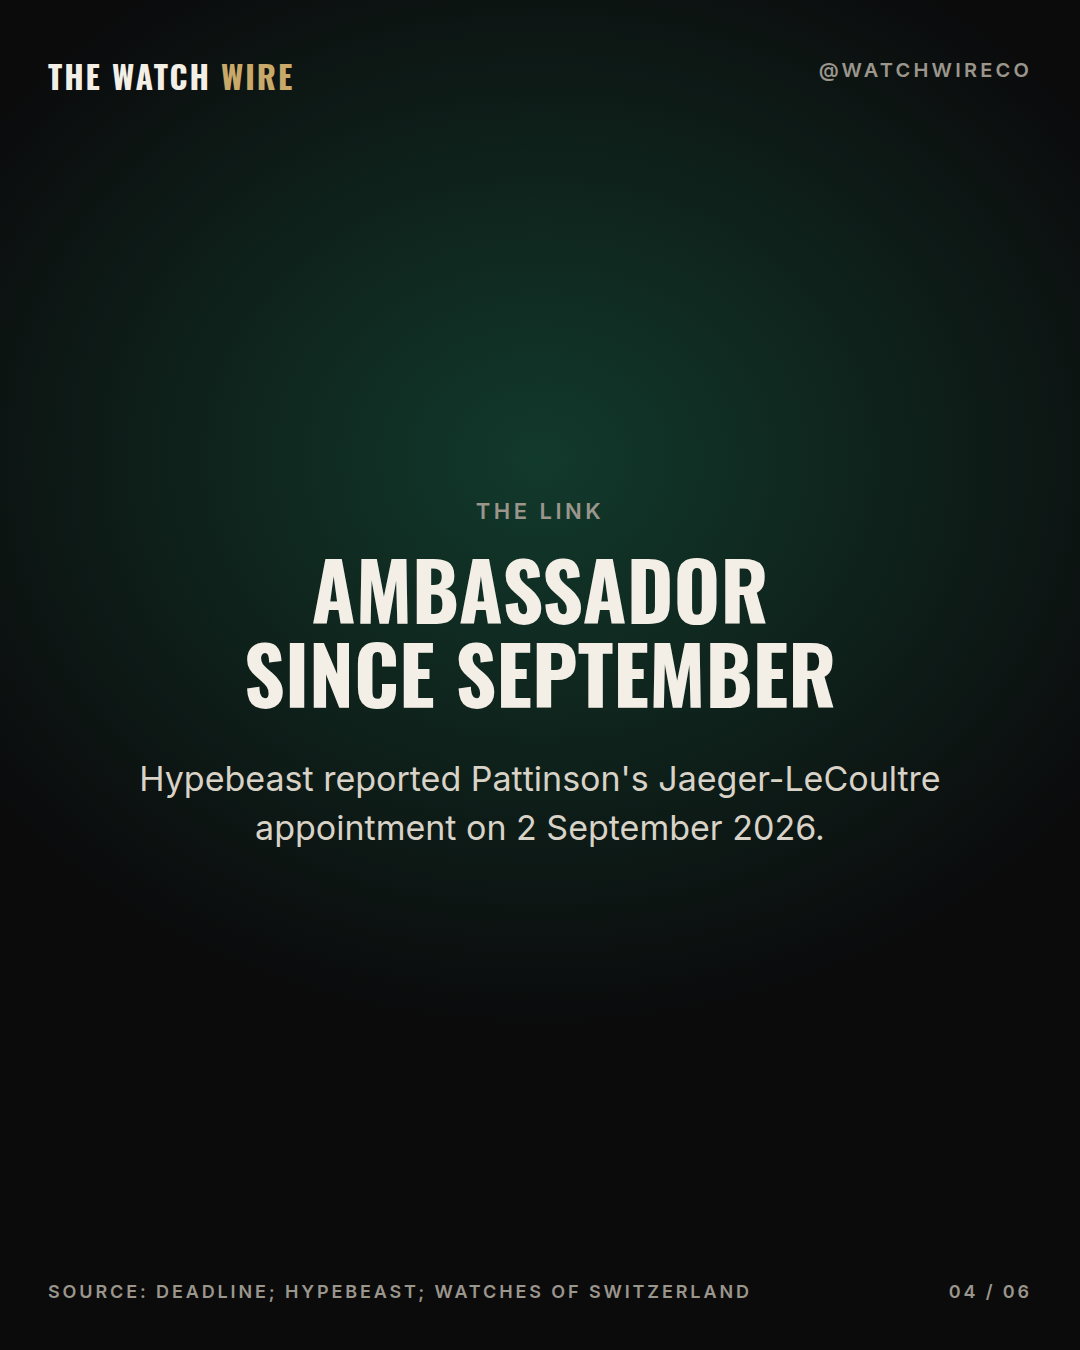 THE WATCH WIRE
@WATCHWIRECO
THE LINK
AMBASSADOR
SINCE SEPTEMBER
Hypebeast reported Pattinson's Jaeger-LeCoultre
appointment on 2 September 2026.
SOURCE: DEADLINE; HYPEBEAST; WATCHES OF SWITZERLAND
04 / 06